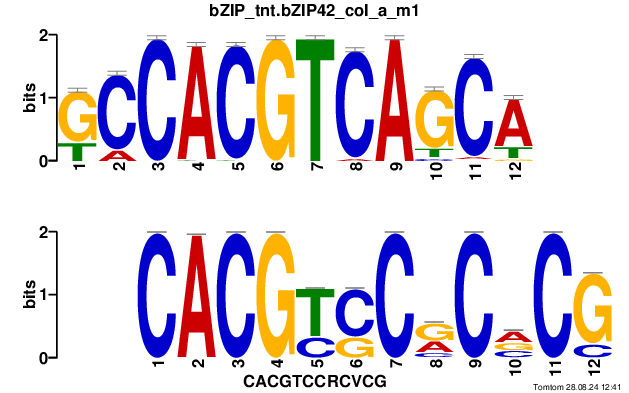 bZIP_tnt.bZIP42_col_a_m1
2
1
0
bits
G C C A C G T C A G C A
T A T T
1 2 3 4 5 6 7 8 9 10 11 12
2
1
0
bits
C A C G T C C G C A C G
C G A G C
C C
1 2 3 4 5 6 7 8 9 10 11 12
CACGTCCRCVCG
Tomtom 28.08.24 12:41